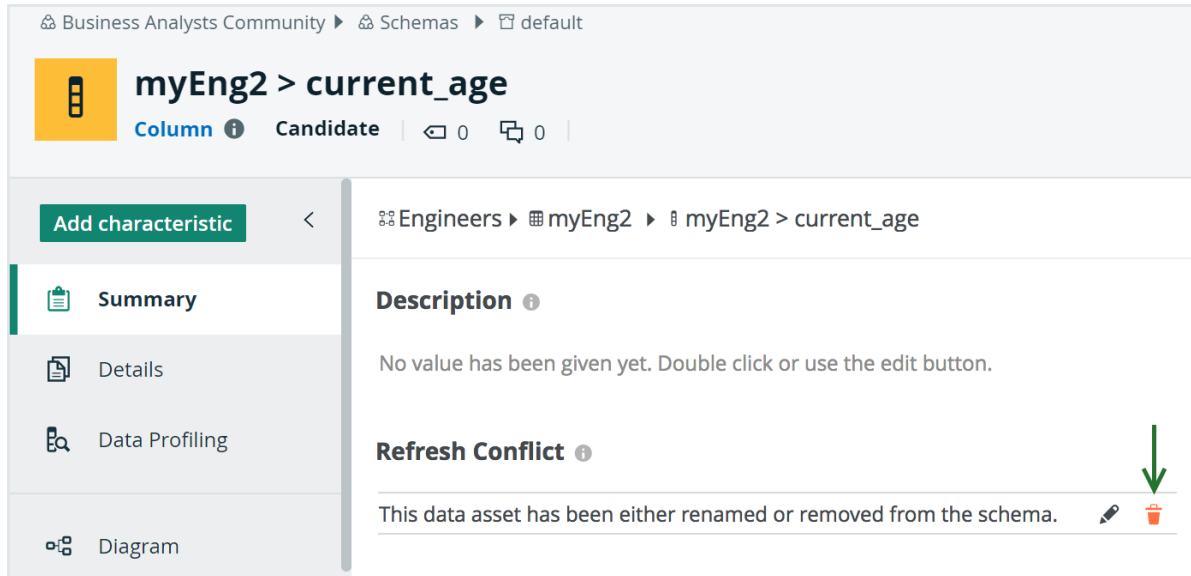 Business Analysts Community Schemas default
myEng2 > current_age
Column Candidate 0 0
Add characteristic
Engineers myEng2 myEng2 > current_age
Summary
Description
Details
No value has been given yet. Double click or use the edit button.
Data Profiling
Refresh Conflict
This data asset has been either renamed or removed from the schema.
Diagram